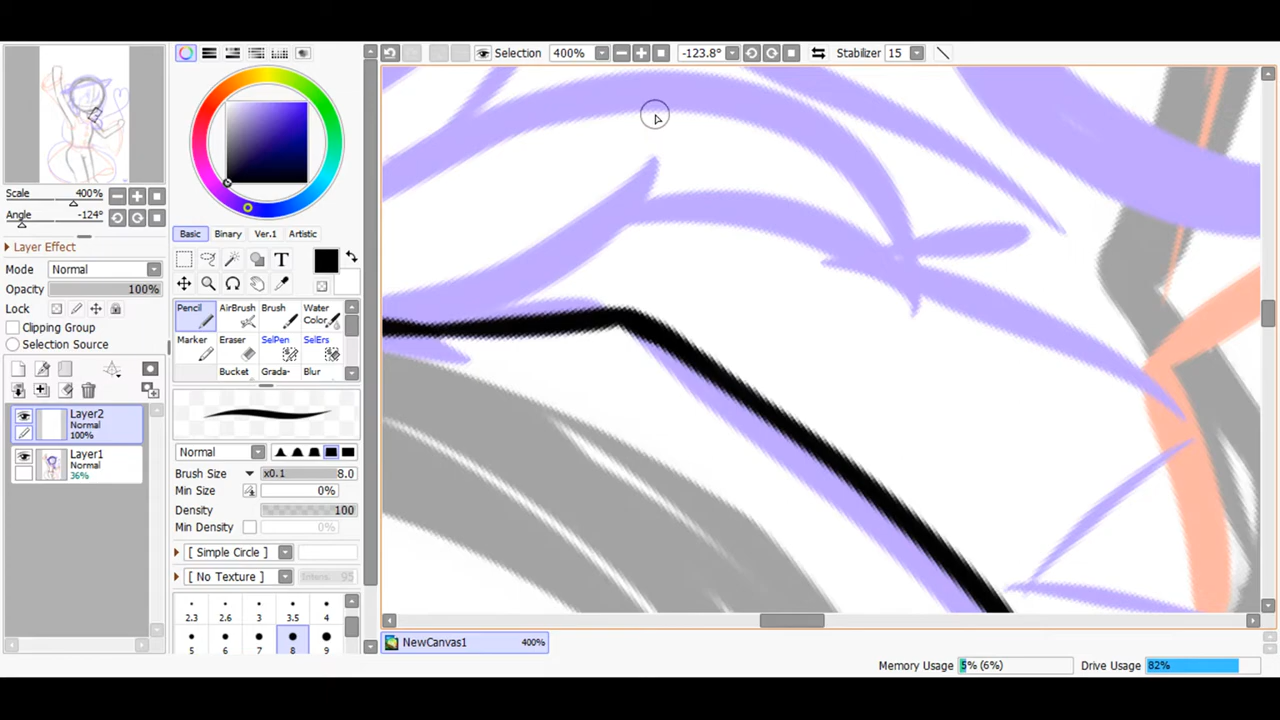 Selection 400% -123.8° Stabilizer 15
Scale 400%
Angle -124°
Layer Effect
Mode Normal
Opacity 100%
Lock
Clipping Group
Selection Source
Layer2
Normal
100%
Layer1
Normal
36%
Basic Binary Ver.1 Artistic
T
Pencil AirBrush Brush Water
Color
Marker Eraser SelPen SelErs
Bucket Grada- Blur
Normal
Brush Size x0.1 8.0
Min Size 0%
Density 100
Min Density 0%
[ Simple Circle ]
[ No Texture ] Intens. 95
2.3 2.6 3 3.5 4
5 6 7 8 9
NewCanvas1 400%
Memory Usage 5% (6%) Drive Usage 82%